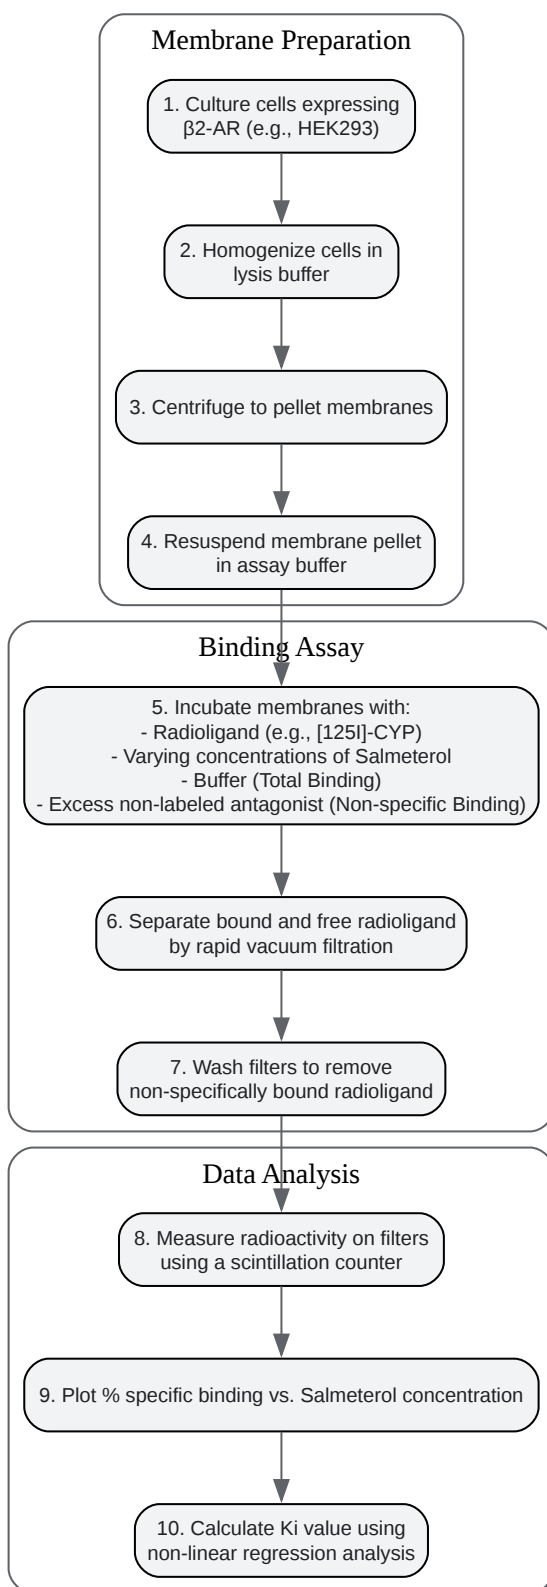 Membrane Preparation
1. Culture cells expressing
β2-AR (e.g., HEK293)
2. Homogenize cells in
lysis buffer
3. Centrifuge to pellet membranes
4. Resuspend membrane pellet
in assay buffer
Binding Assay
5. Incubate membranes with:
- Radioligand (e.g., [125I]-CYP)
- Varying concentrations of Salmeterol
- Buffer (Total Binding)
- Excess non-labeled antagonist (Non-specific Binding)
6. Separate bound and free radioligand
by rapid vacuum filtration
7. Wash filters to remove
non-specifically bound radioligand
Data Analysis
8. Measure radioactivity on filters
using a scintillation counter
9. Plot % specific binding vs. Salmeterol concentration
10. Calculate Ki value using
non-linear regression analysis